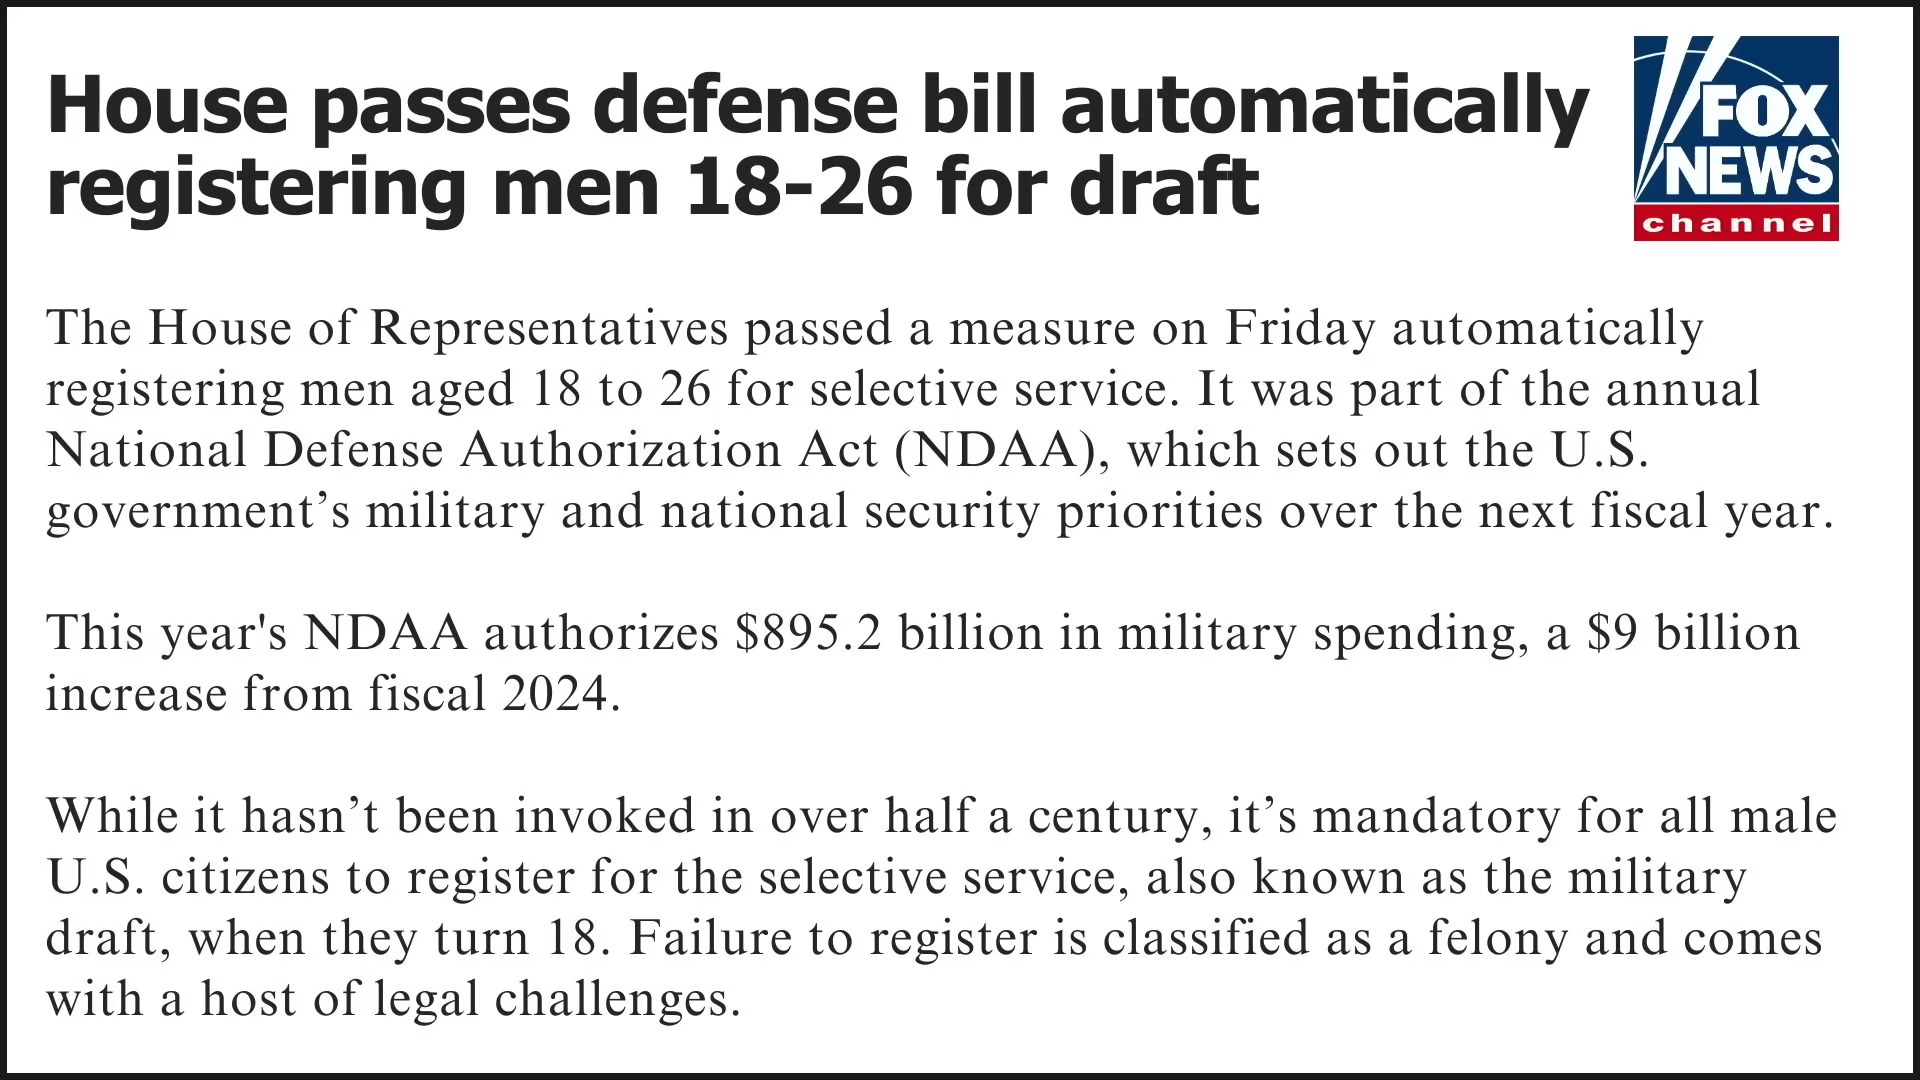 House passes defense bill automatically
registering men 18-26 for draft
FOX
NEWS
channel
The House of Representatives passed a measure on Friday automatically
registering men aged 18 to 26 for selective service. It was part of the annual
National Defense Authorization Act (NDAA), which sets out the U.S.
government’s military and national security priorities over the next fiscal year.
This year's NDAA authorizes $895.2 billion in military spending, a $9 billion
increase from fiscal 2024.
While it hasn’t been invoked in over half a century, it’s mandatory for all male
U.S. citizens to register for the selective service, also known as the military
draft, when they turn 18. Failure to register is classified as a felony and comes
with a host of legal challenges.